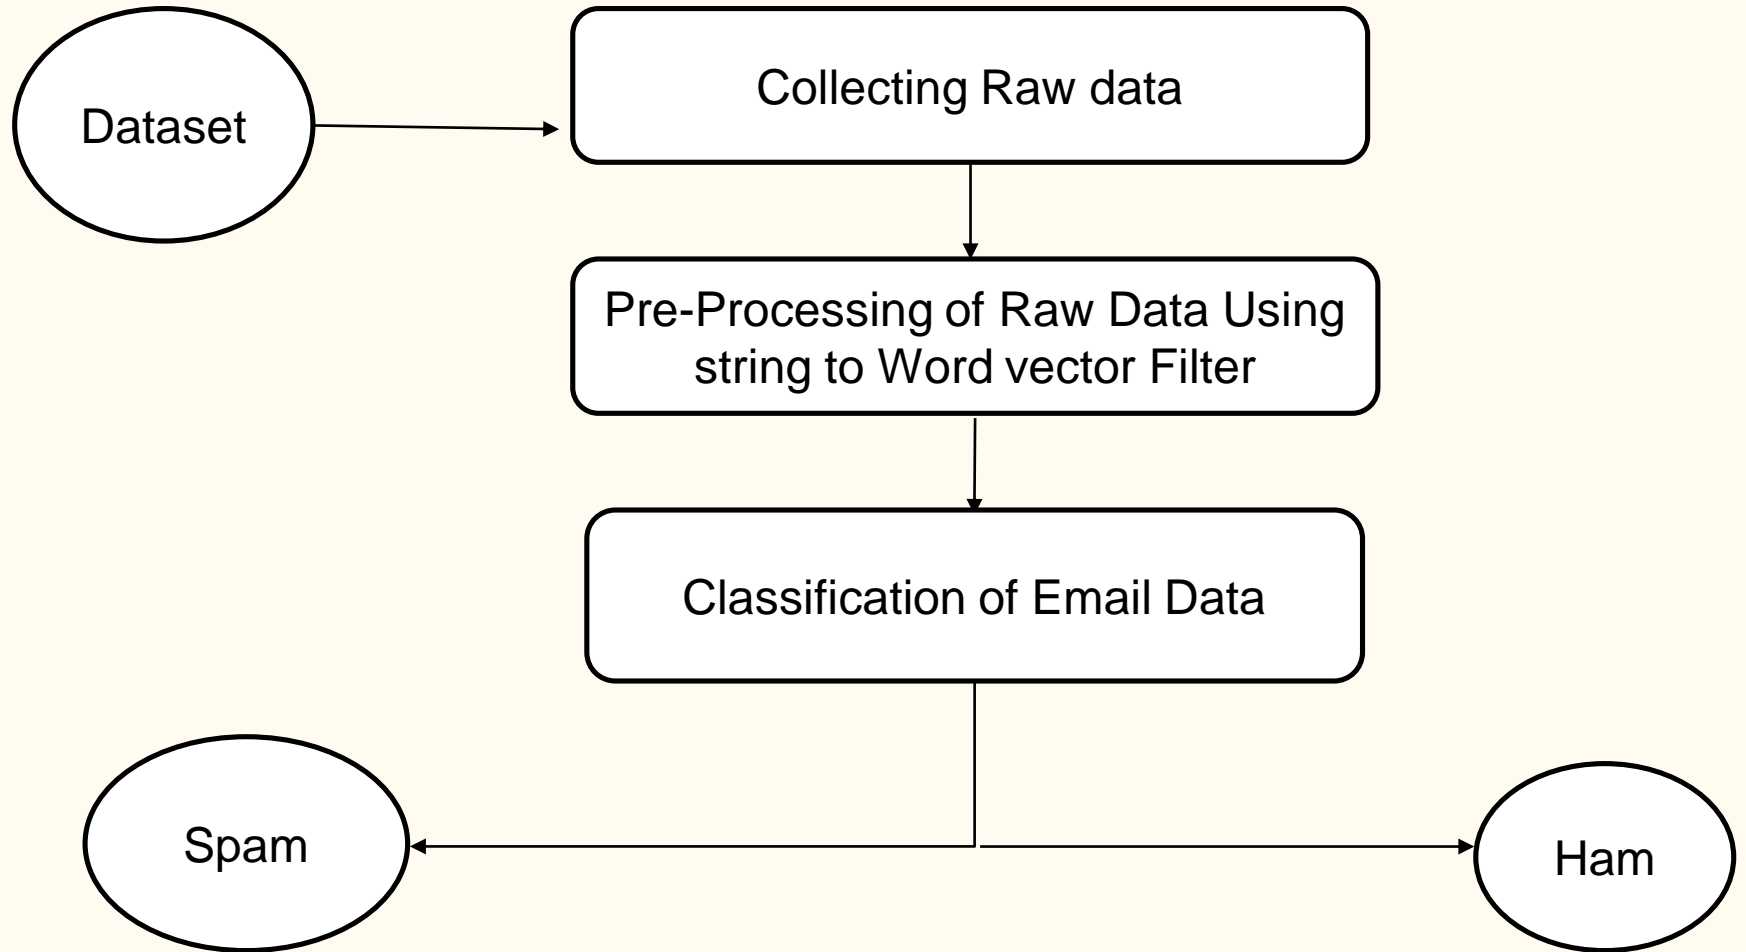 Dataset
Collecting Raw data
Pre-Processing of Raw Data Using
string to Word vector Filter
Classification of Email Data
Spam
Ham